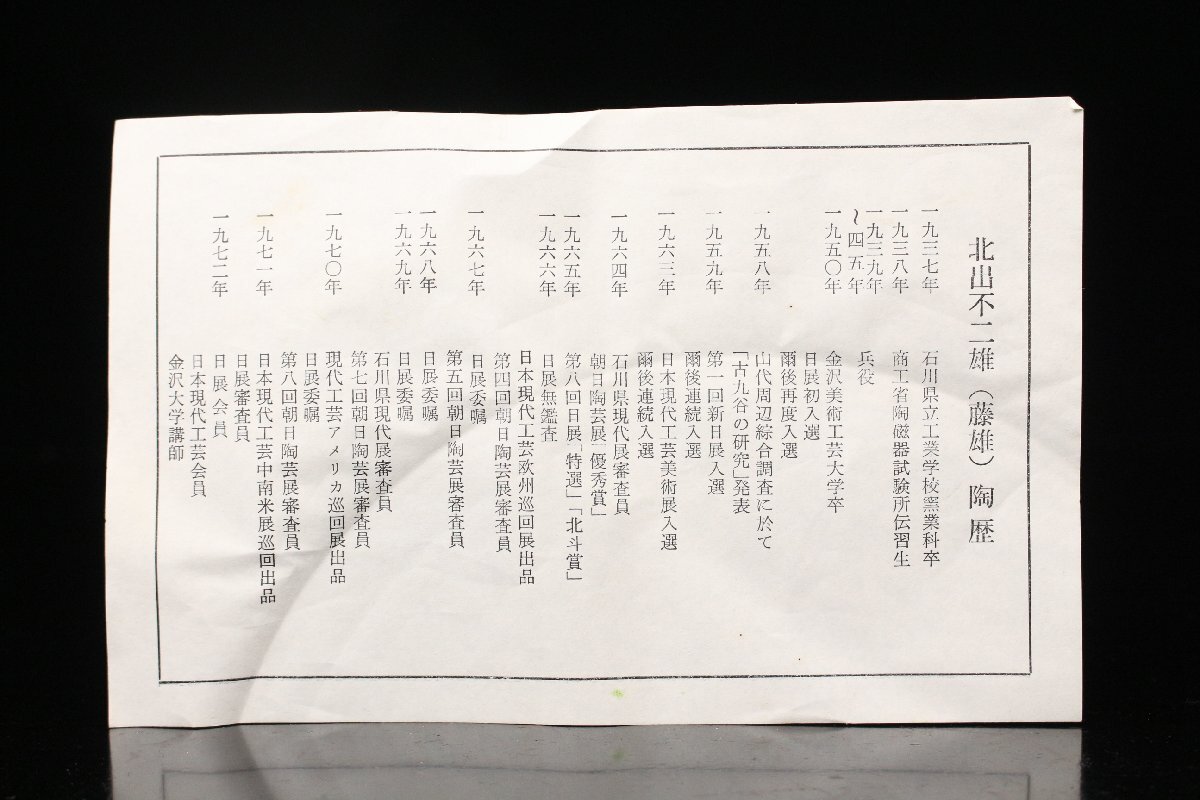 北出不二雄（藤雄）陶歴
一九三七年　石川県立工業学校窯業科卒
一九三八年　商工省陶磁器試験所伝習生
一九三九年
〜四五年　兵役
一九五〇年　金沢美術工芸大学卒
日展初入選
爾後再度入選
一九五八年　山代周辺綜合調査に於て
「古九谷の研究」発表
一九五九年　第一回新日展入選
爾後連続入選
一九六三年　日本現代工芸美術展入選
爾後連続入選
一九六四年　石川県現代展審査員
朝日陶芸展「優秀賞」
一九六五年　第八回日展「特選」「北斗賞」
一九六六年　日展無鑑査
日本現代工芸欧州巡回展出品
第四回朝日陶芸展審査員
一九六七年　日展委嘱
第五回朝日陶芸展審査員
一九六八年　日展委嘱
一九六九年　日展委嘱
石川県現代展審査員
第七回朝日陶芸展審査員
一九七〇年　現代工芸アメリカ巡回展出品
日展委嘱
第八回朝日陶芸展審査員
一九七一年　日本現代工芸中南米展巡回出品
日展審査員
一九七二年　日展会員
日本現代工芸会員
金沢大学講師